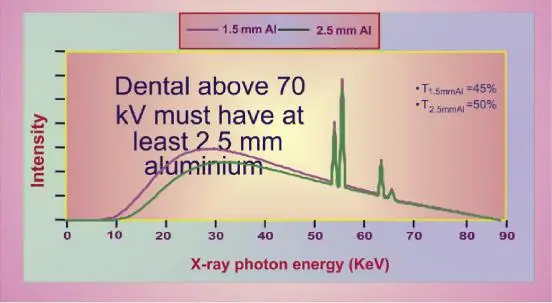 1.5 mm Al 2.5 mm Al
Dental above 70
kV must have at
least 2.5 mm
aluminium
• T1.5mmAl =45%
• T2.5mmAl =50%
Intensity
0 10 20 30 40 50 60 70 80 90
X-ray photon energy (KeV)